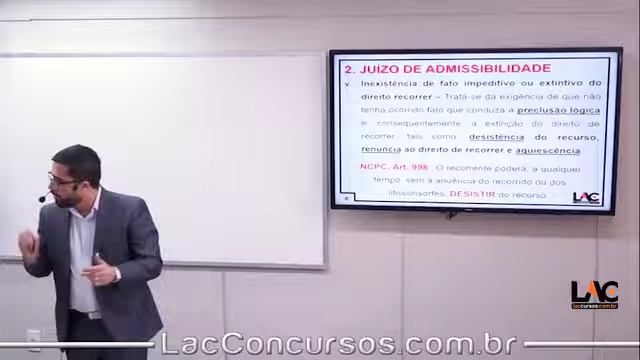 2. JUÍZO DE ADMISSIBILIDADE
v. Inexistência de fato impeditivo ou extintivo do
direito recorrer – Trata-se da exigência de que não
tenha ocorrido fato que conduza a preclusão lógica
e consequentemente a extinção do direito de
recorrer, tais como desistência do recurso,
renúncia ao direito de recorrer e aquiescência
NCPC, Art. 998 O recorrente poderá, a qualquer
tempo, sem a anuência do recorrido ou dos
litisconsortes, DESISTIR do recurso
LAC
LAC
lacconcursos.com.br
LacConcursos.com.br